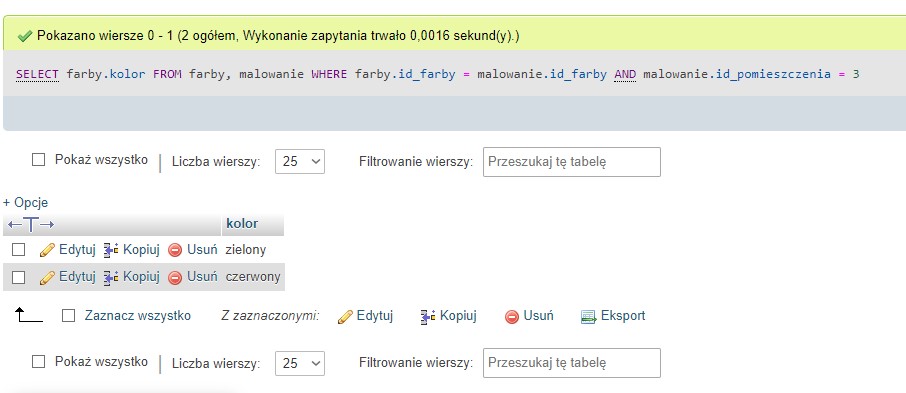 Pokazano wiersze 0 - 1 (2 ogółem, Wykonanie zapytania trwało 0,0016 sekund(y).)
SELECT farby.kolor FROM farby, malowanie WHERE farby.id_farby = malowanie.id_farby AND malowanie.id_pomieszczenia = 3
Pokaż wszystko | Liczba wierszy: 25 Filtrowanie wierszy: Przeszukaj tę tabelę
+ Opcje
←T→ kolor
Edytuj Kopiuj Usuń zielony
Edytuj Kopiuj Usuń czerwony
Zaznacz wszystko Z zaznaczonymi: Edytuj Kopiuj Usuń Eksport
Pokaż wszystko | Liczba wierszy: 25 Filtrowanie wierszy: Przeszukaj tę tabelę